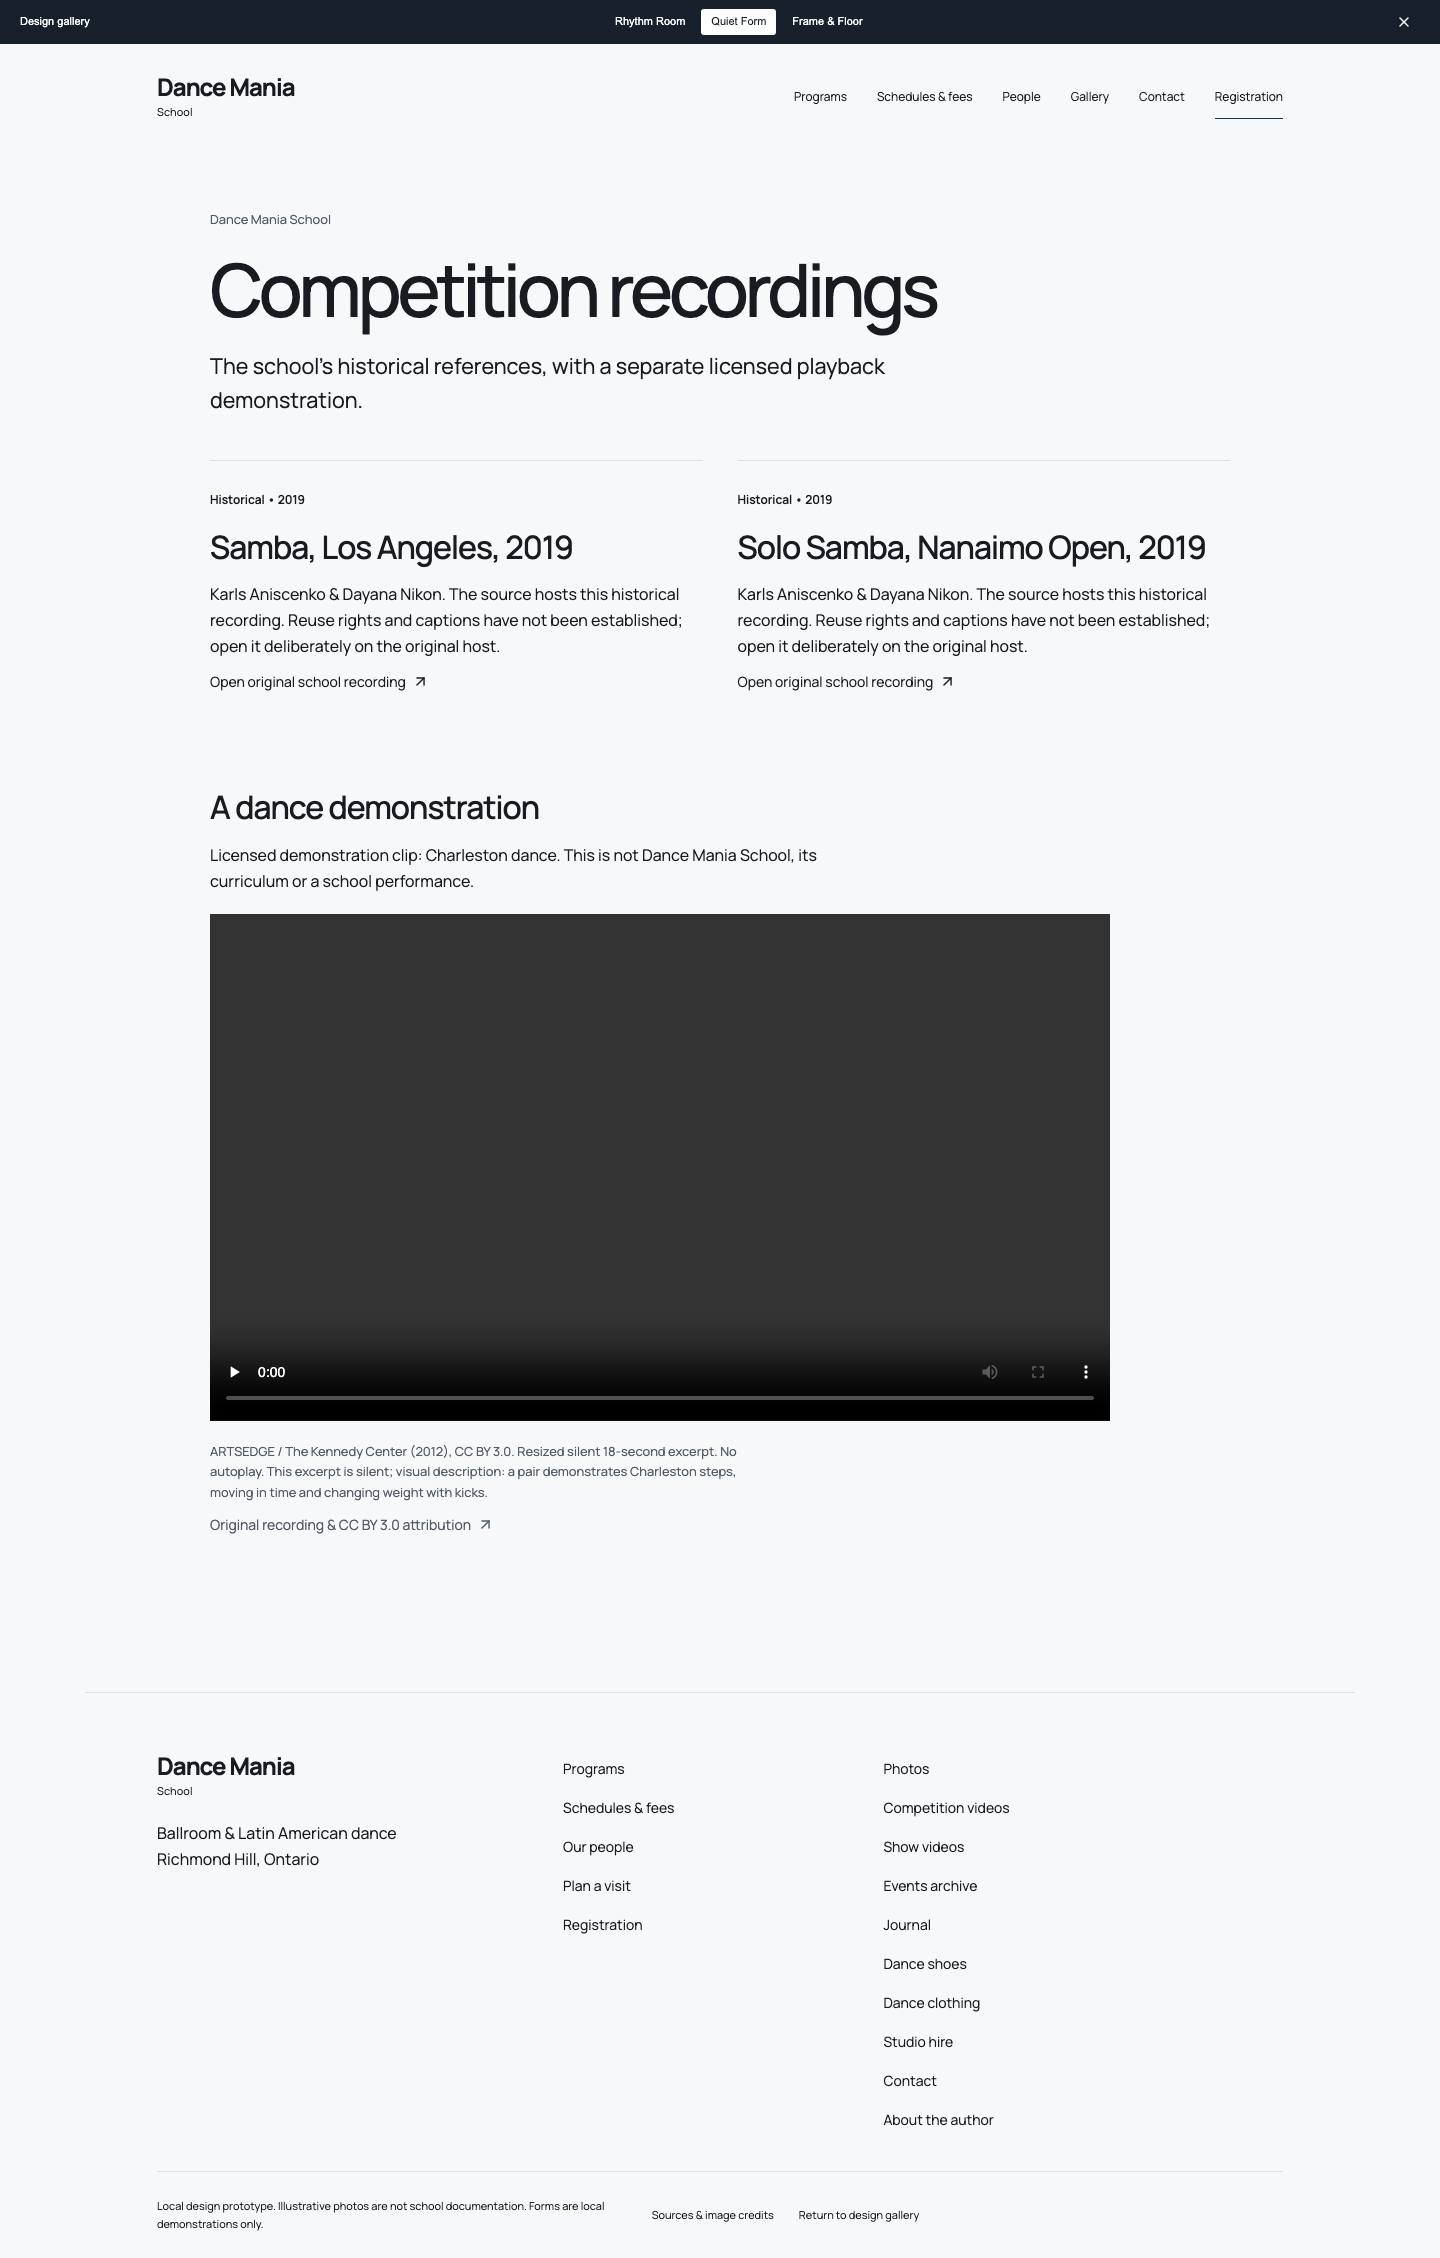 Design gallery
Rhythm Room
Quiet Form
Frame & Floor
Dance Mania
School
Programs
Schedules & fees
People
Gallery
Contact
Registration
Dance Mania School
Competition recordings
The school’s historical references, with a separate licensed playback
demonstration.
Historical • 2019
Samba, Los Angeles, 2019
Karls Aniscenko & Dayana Nikon. The source hosts this historical
recording. Reuse rights and captions have not been established;
open it deliberately on the original host.
Open original school recording
Historical • 2019
Solo Samba, Nanaimo Open, 2019
Karls Aniscenko & Dayana Nikon. The source hosts this historical
recording. Reuse rights and captions have not been established;
open it deliberately on the original host.
Open original school recording
A dance demonstration
Licensed demonstration clip: Charleston dance. This is not Dance Mania School, its
curriculum or a school performance.
0:00
ARTSEDGE / The Kennedy Center (2012), CC BY 3.0. Resized silent 18-second excerpt. No
autoplay. This excerpt is silent; visual description: a pair demonstrates Charleston steps,
moving in time and changing weight with kicks.
Original recording & CC BY 3.0 attribution
Dance Mania
School
Ballroom & Latin American dance
Richmond Hill, Ontario
Programs
Schedules & fees
Our people
Plan a visit
Registration
Photos
Competition videos
Show videos
Events archive
Journal
Dance shoes
Dance clothing
Studio hire
Contact
About the author
Local design prototype. Illustrative photos are not school documentation. Forms are local
demonstrations only.
Sources & image credits
Return to design gallery